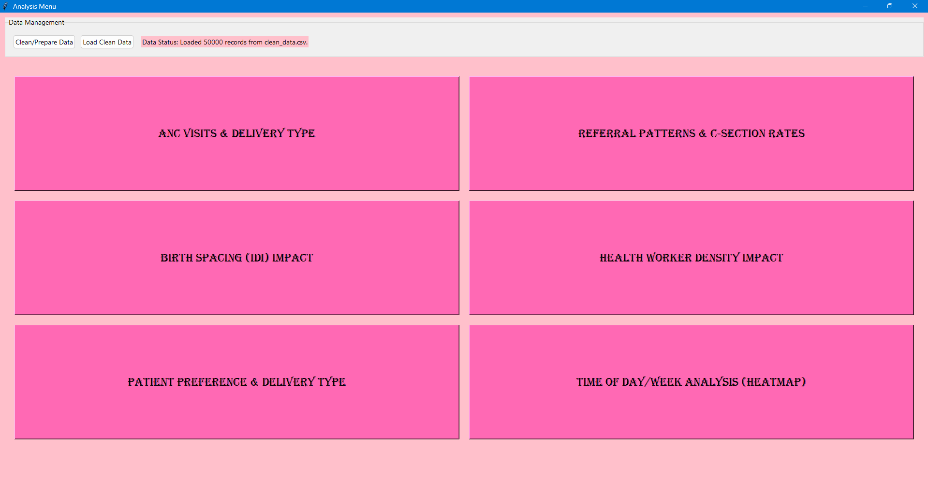 Analysis Menu
Data Management
Clean/Prepare Data
Load Clean Data
Data Status: Loaded 50000 records from clean_data.csv.
ANC VISITS & DELIVERY TYPE
REFERRAL PATTERNS & C-SECTION RATES
BIRTH SPACING (IDI) IMPACT
HEALTH WORKER DENSITY IMPACT
PATIENT PREFERENCE & DELIVERY TYPE
TIME OF DAY/WEEK ANALYSIS (HEATMAP)